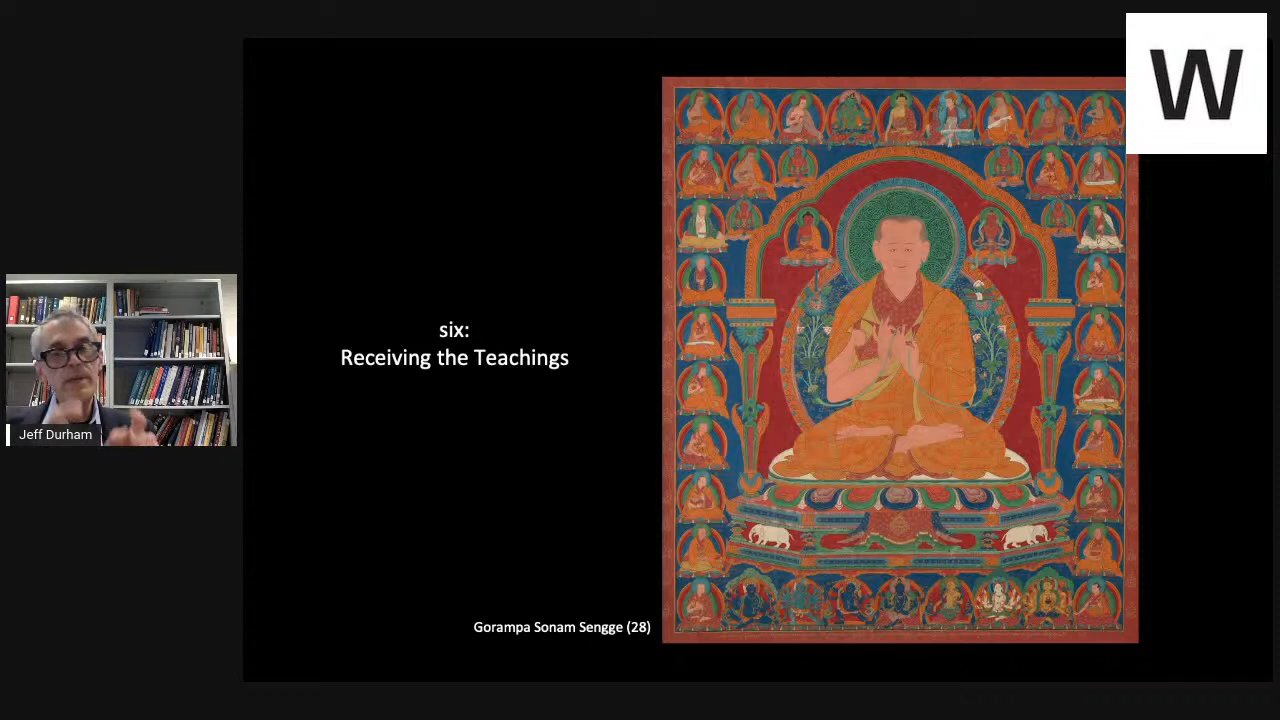 W
six:
Receiving the Teachings
Jeff Durham
Gorampa Sonam Sengge (28)